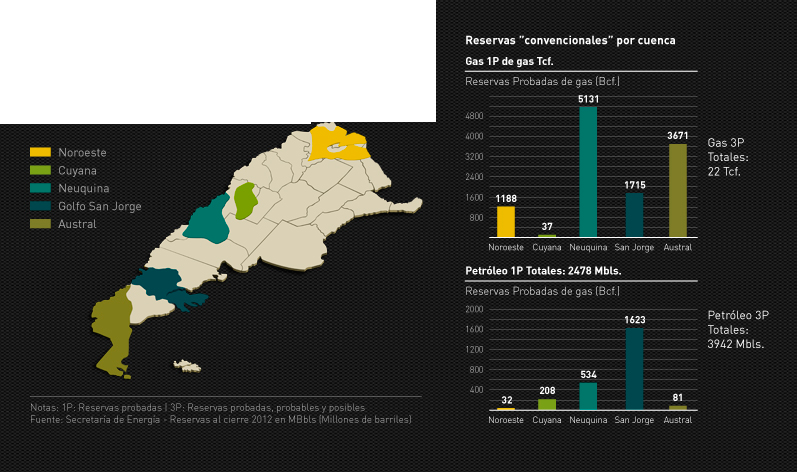 Reservas "convencionales" por cuenca
Gas 1P de gas Tcf.
Reservas Probadas de gas (Bcf.)
5131
4800
4000
3671
3200
2400
1715
1600
1188
800
37
Noroeste Cuyana Neuquina San Jorge Austral
Gas 3P
Totales:
22 Tcf.
Noroeste
Cuyana
Neuquina
Golfo San Jorge
Austral
Petróleo 1P Totales: 2478 Mbls.
Reservas Probadas de gas (Bcf.)
2000
1623
1600
1200
800
534
400
208
32
81
Noroeste Cuyana Neuquina San Jorge Austral
Petróleo 3P
Totales:
3942 Mbls.
Notas: 1P: Reservas probadas | 3P: Reservas probadas, probables y posibles
Fuente: Secretaría de Energía - Reservas al cierre 2012 en MBbls (Millones de barriles)